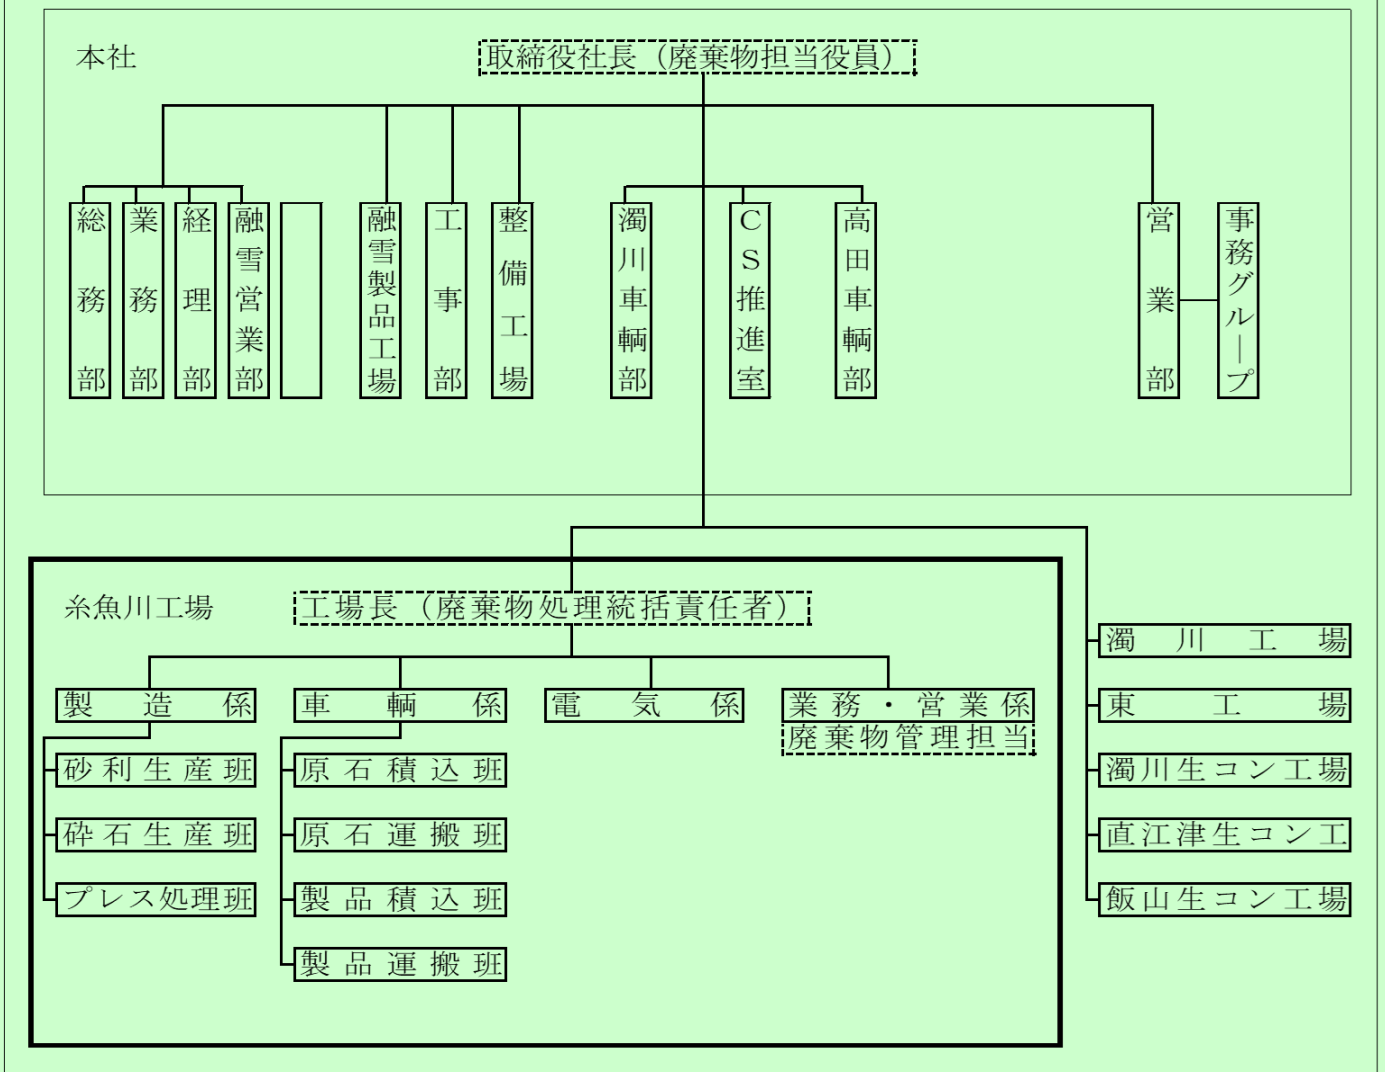 本社
取締役社長（廃棄物担当役員）
総務部
業務部
経理部
融雪営業部
融雪製品工場
工事部
整備工場
濁川車輌部
CS推進室
高田車輌部
営業部
事務グループ
糸魚川工場
工場長（廃棄物処理統括責任者）
製造係
車輌係
電気係
業務・営業係
廃棄物管理担当
砂利生産班
砕石生産班
プレス処理班
原石積込班
原石運搬班
製品積込班
製品運搬班
濁川工場
東工場
濁川生コン工場
直江津生コン工
飯山生コン工場